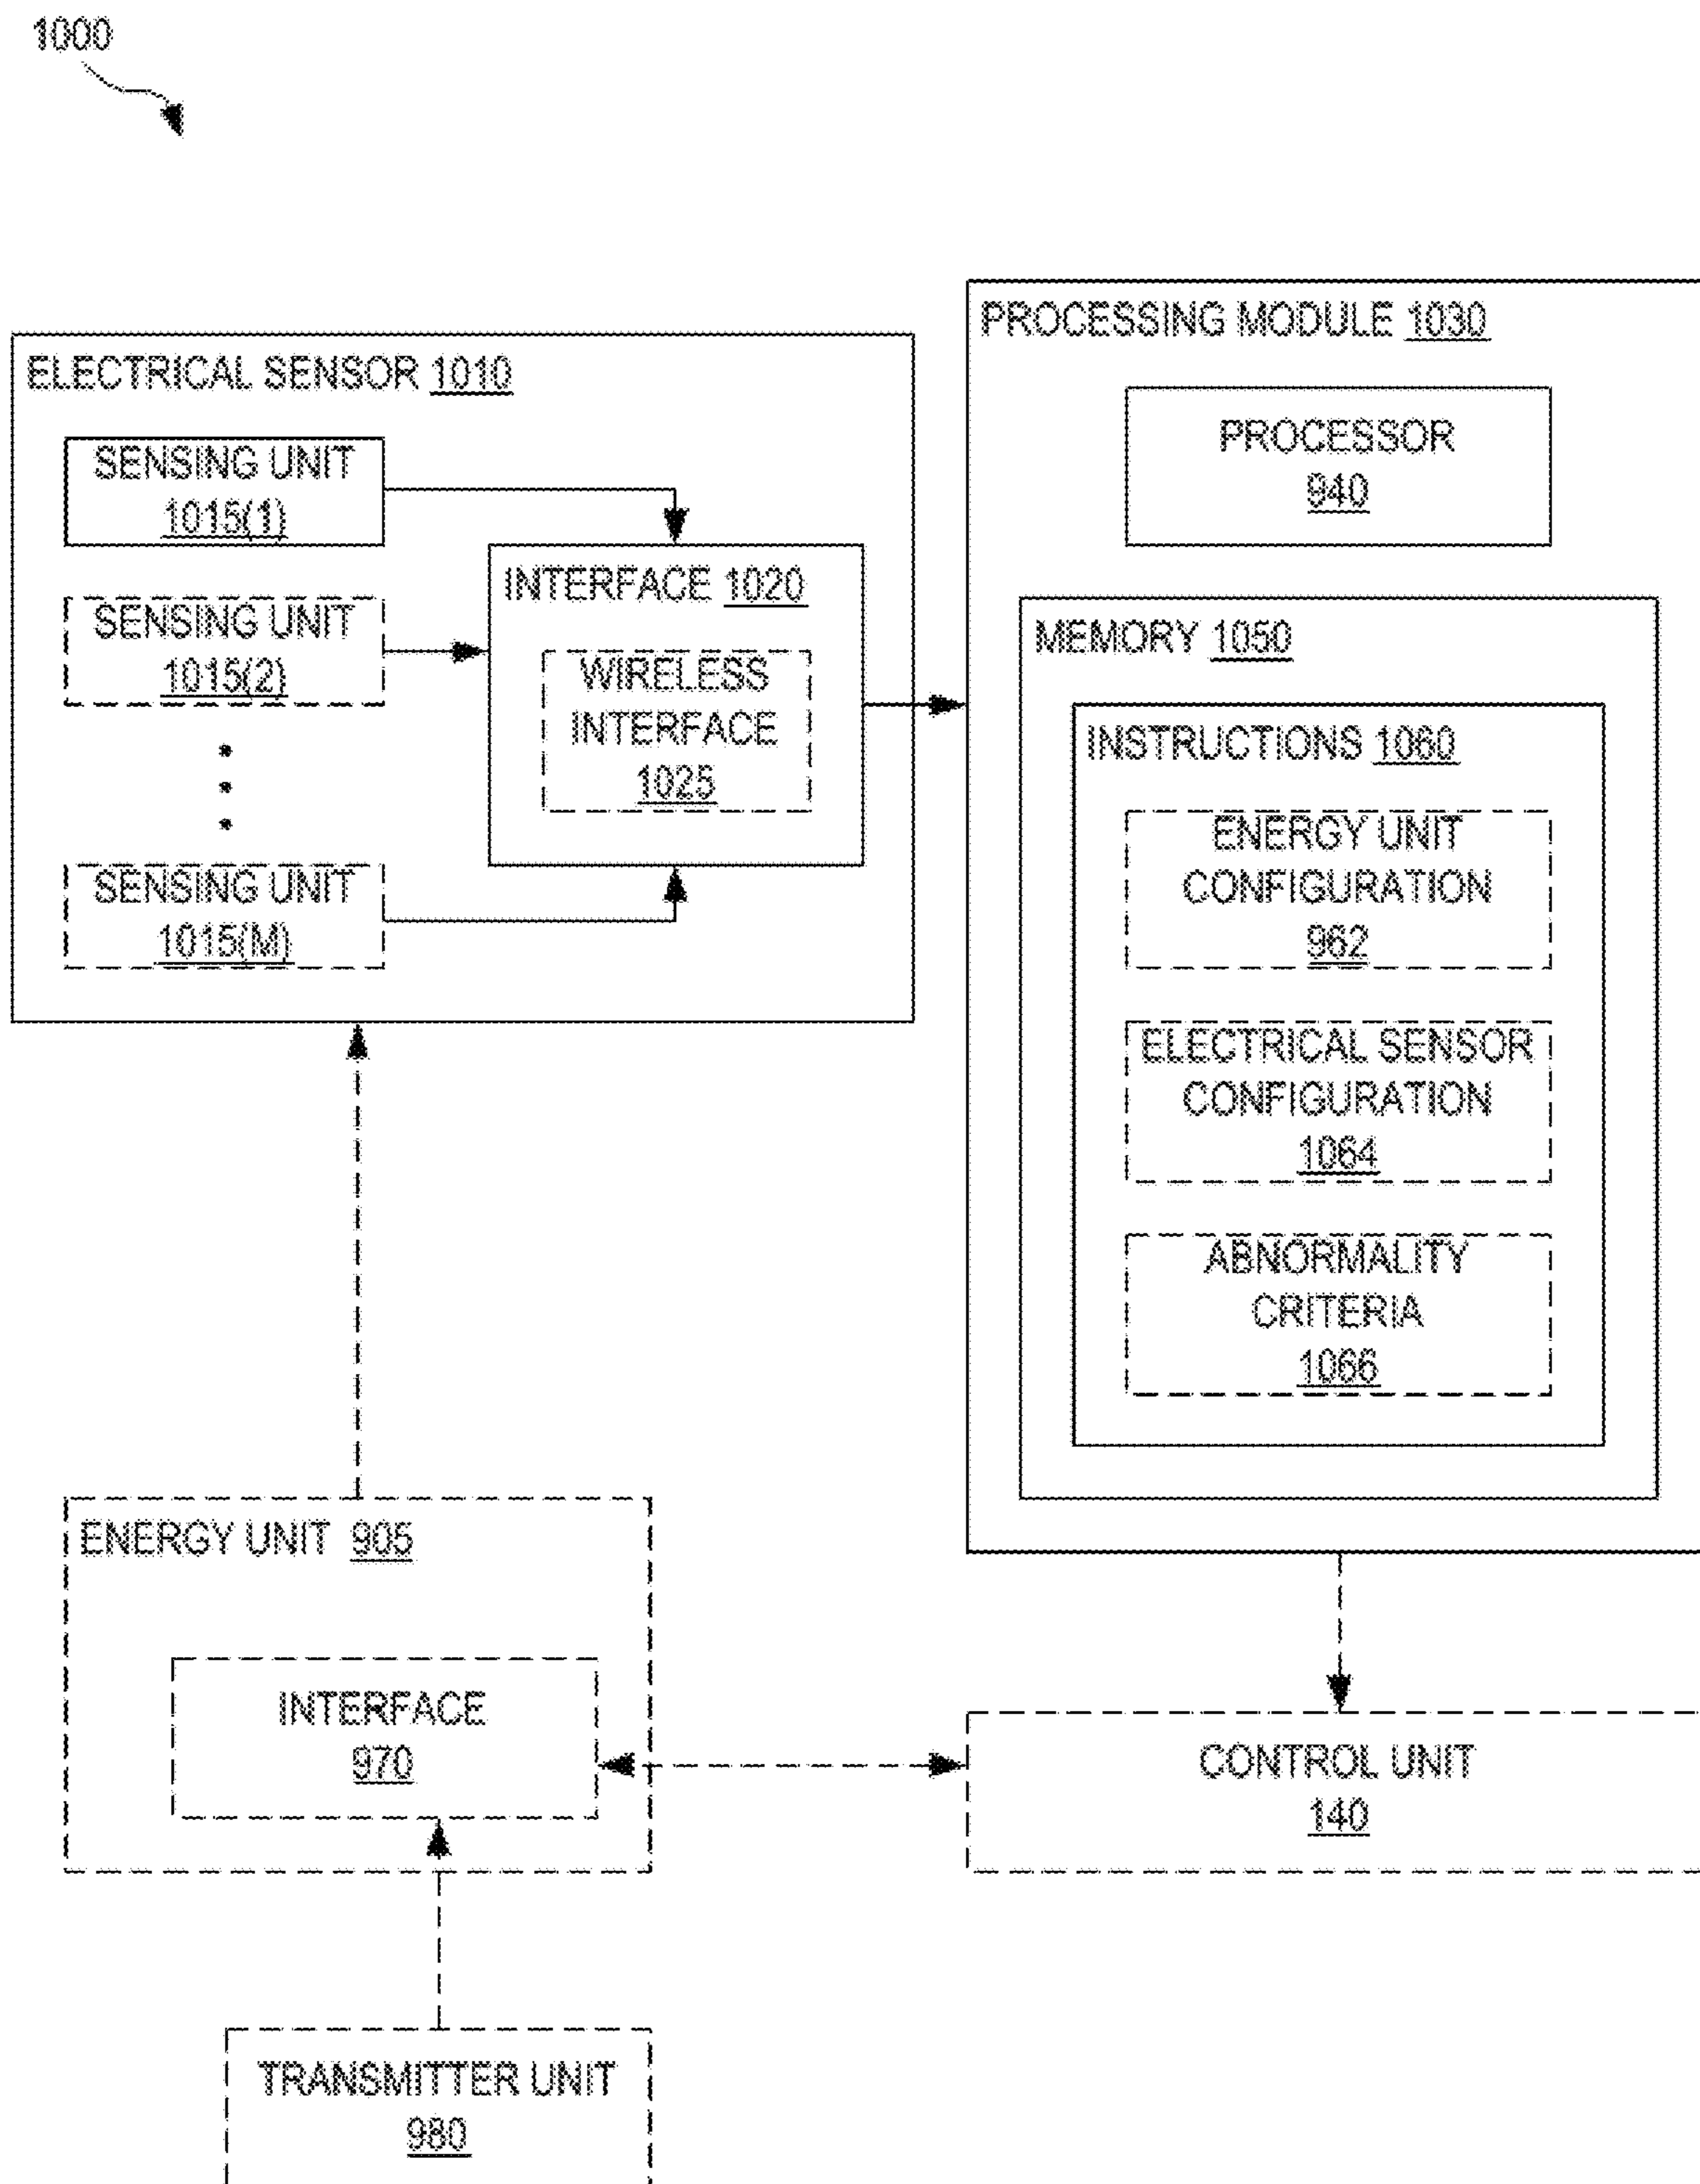 1000
ELECTRICAL SENSOR 1010
SENSING UNIT
1015(1)
SENSING UNIT
1015(2)
SENSING UNIT
1015(M)
INTERFACE 1020
WIRELESS
INTERFACE
1025
PROCESSING MODULE 1030
PROCESSOR
940
MEMORY 1050
INSTRUCTIONS 1060
ENERGY UNIT
CONFIGURATION
962
ELECTRICAL SENSOR
CONFIGURATION
1064
ABNORMALITY
CRITERIA
1066
ENERGY UNIT 905
INTERFACE
970
CONTROL UNIT
140
TRANSMITTER UNIT
980